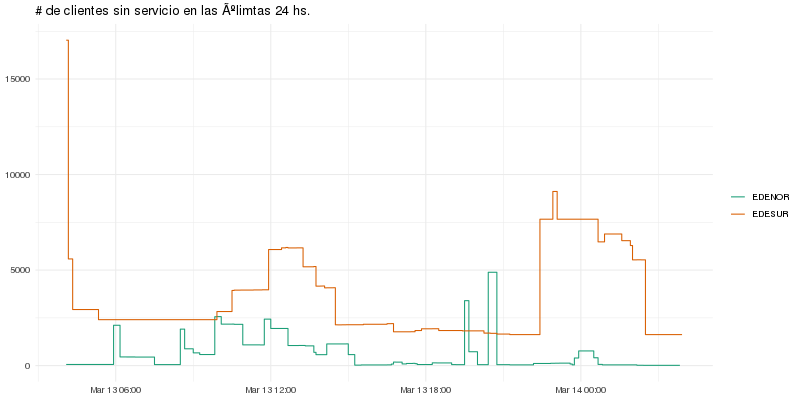 # de clientes sin servicio en las Ãºlimtas 24 hs.
15000
10000
5000
0
Mar 13 06:00
Mar 13 12:00
Mar 13 18:00
Mar 14 00:00
EDENOR
EDESUR